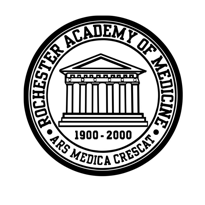 ROCHESTER ACADEMY OF MEDICINE
1900 - 2000
· ARS MEDICA CRESCAT ·